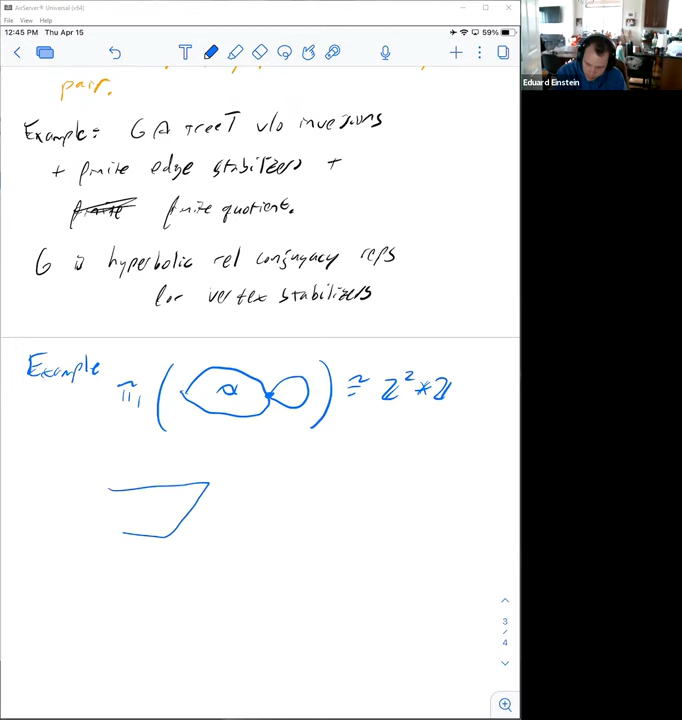 AirServer® Universal (x64)
File View Help
12:45 PM Thu Apr 15
59%
Eduard Einstein
pair.
Example: G ↷ tree T w/o inversions
+ finite edge stabilizers +
finite quotient.
G is hyperbolic rel conjugacy reps
for vertex stabilizers
Example π₁( ) ≅ ℤ² * ℤ
3
/
4